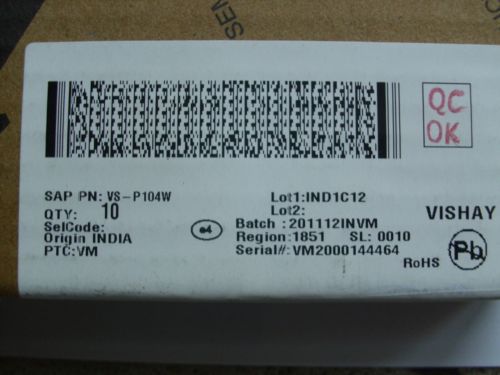 SEN
QC
OK
SAP PN: VS-P104W
QTY: 10
SelCode:
Origin INDIA
PTC:VM
e4
Lot1:IND1C12
Lot2:
Batch :201112INVM
Region:1851 SL: 0010
Serial#:VM2000144464
VISHAY
Pb
RoHS